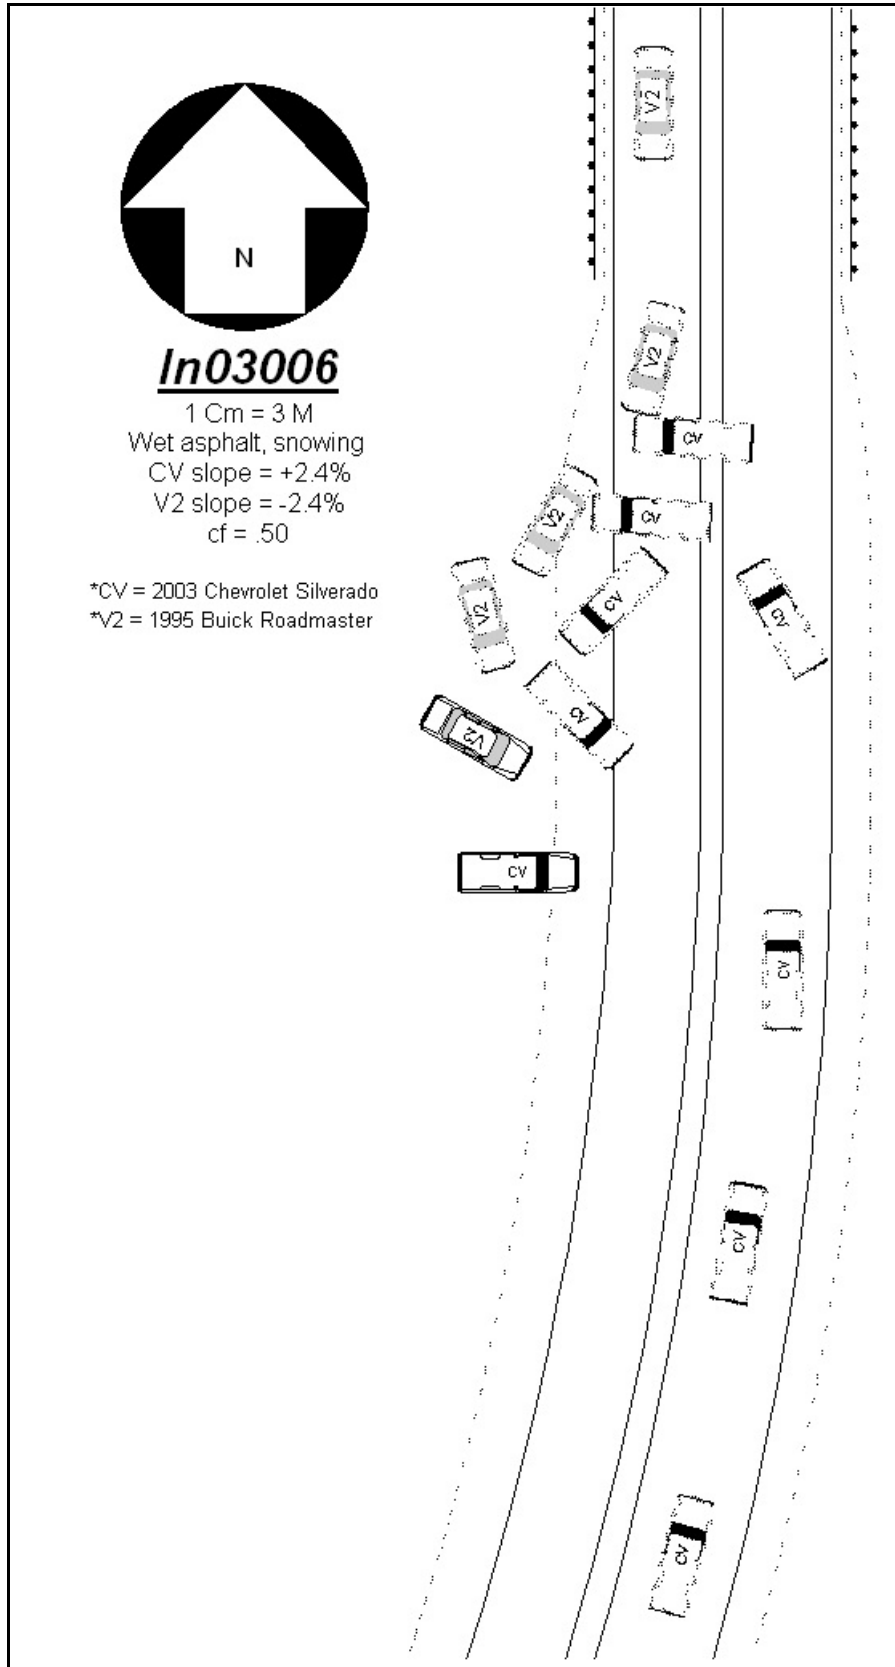 N
In03006
1 Cm = 3 M
Wet asphalt, snowing
CV slope = +2.4%
V2 slope = -2.4%
cf = .50
*CV = 2003 Chevrolet Silverado
*V2 = 1995 Buick Roadmaster
V2
V2
CV
V2
CV
V2
CV
CV
CV
V2
CV
CV
CV
CV